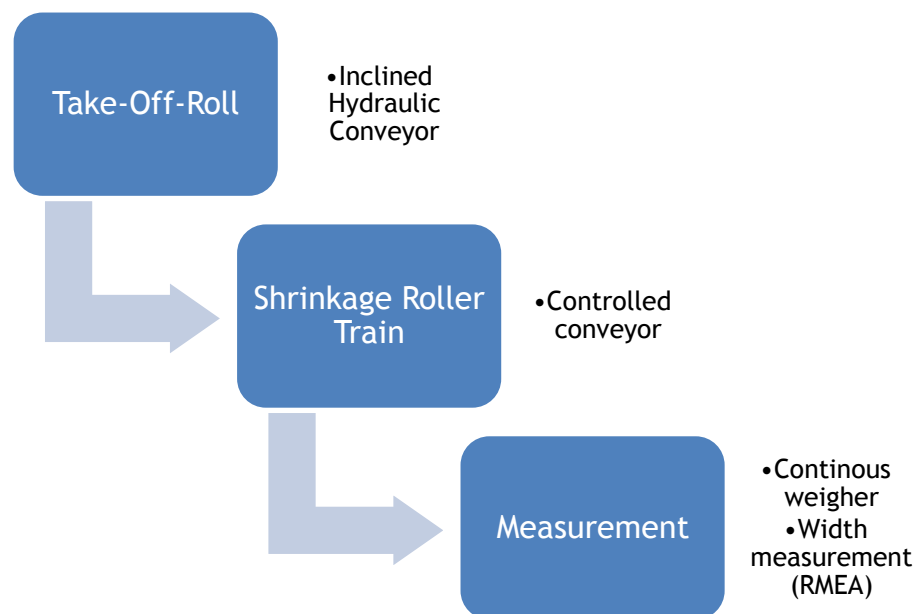 Take-Off-Roll
•Inclined
Hydraulic
Conveyor
Shrinkage Roller
Train
•Controlled
conveyor
Measurement
•Continous
weigher
•Width
measurement
(RMEA)